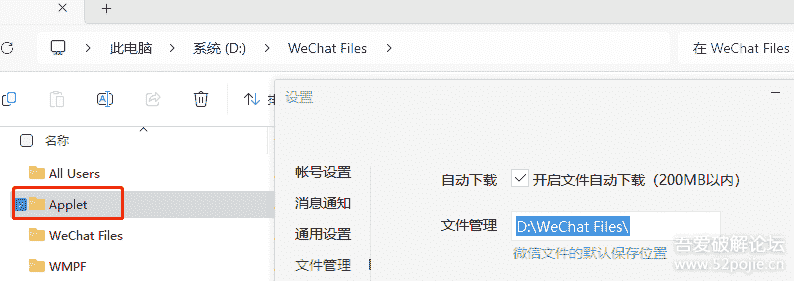 此电脑 系统 (D:) WeChat Files 在 WeChat Files
设置
名称
帐号设置
自动下载 开启文件自动下载（200MB以内）
All Users
消息通知
Applet
文件管理 D:\WeChat Files\
WeChat Files
通用设置
微信文件的默认保存位置
WMPF
文件管理
吾爱破解论坛
www.52pojie.cn